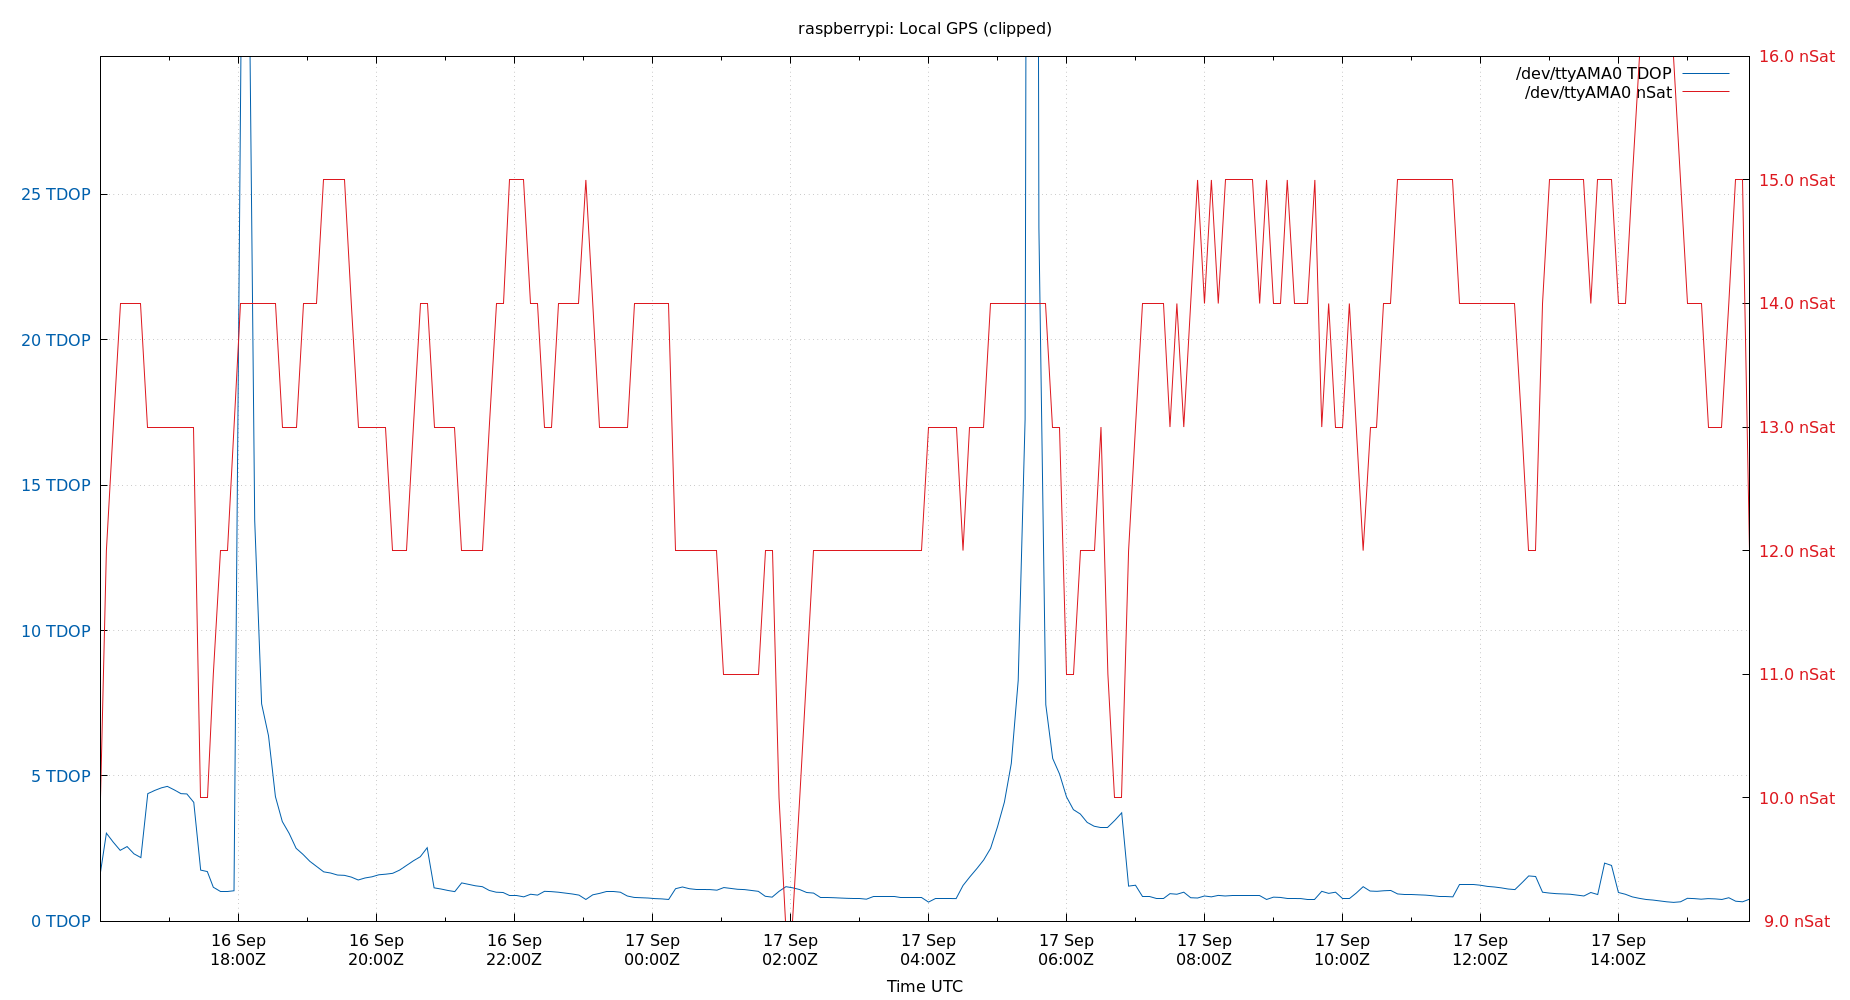 raspberrypi: Local GPS (clipped)
/dev/ttyAMA0 TDOP
/dev/ttyAMA0 nSat
25 TDOP
20 TDOP
15 TDOP
10 TDOP
5 TDOP
0 TDOP
16.0 nSat
15.0 nSat
14.0 nSat
13.0 nSat
12.0 nSat
11.0 nSat
10.0 nSat
9.0 nSat
16 Sep 16 Sep 16 Sep 17 Sep 17 Sep 17 Sep 17 Sep 17 Sep 17 Sep 17 Sep 17 Sep
18:00Z 20:00Z 22:00Z 00:00Z 02:00Z 04:00Z 06:00Z 08:00Z 10:00Z 12:00Z 14:00Z
Time UTC